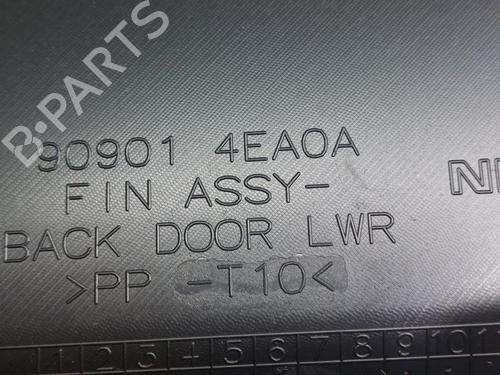 B-PARTS
90901 4EA0A
FIN ASSY-
BACK DOOR LWR
>PP -T10<
1 2 3 4 5 6 7 8 9 10